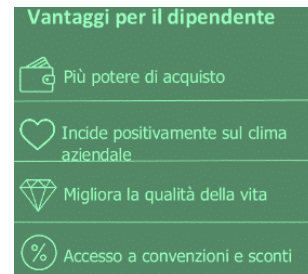 Vantaggi per il dipendente
Più potere di acquisto
Incide positivamente sul clima
aziendale
Migliora la qualità della vita
Accesso a convenzioni e sconti